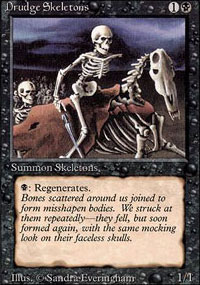 Drudge Skeletons 1
Summon Skeletons
: Regenerates.
Bones scattered around us joined to
form misshapen bodies. We struck at
them repeatedly—they fell, but soon
formed again, with the same mocking
look on their faceless skulls.
Illus. © Sandra Everingham 1/1